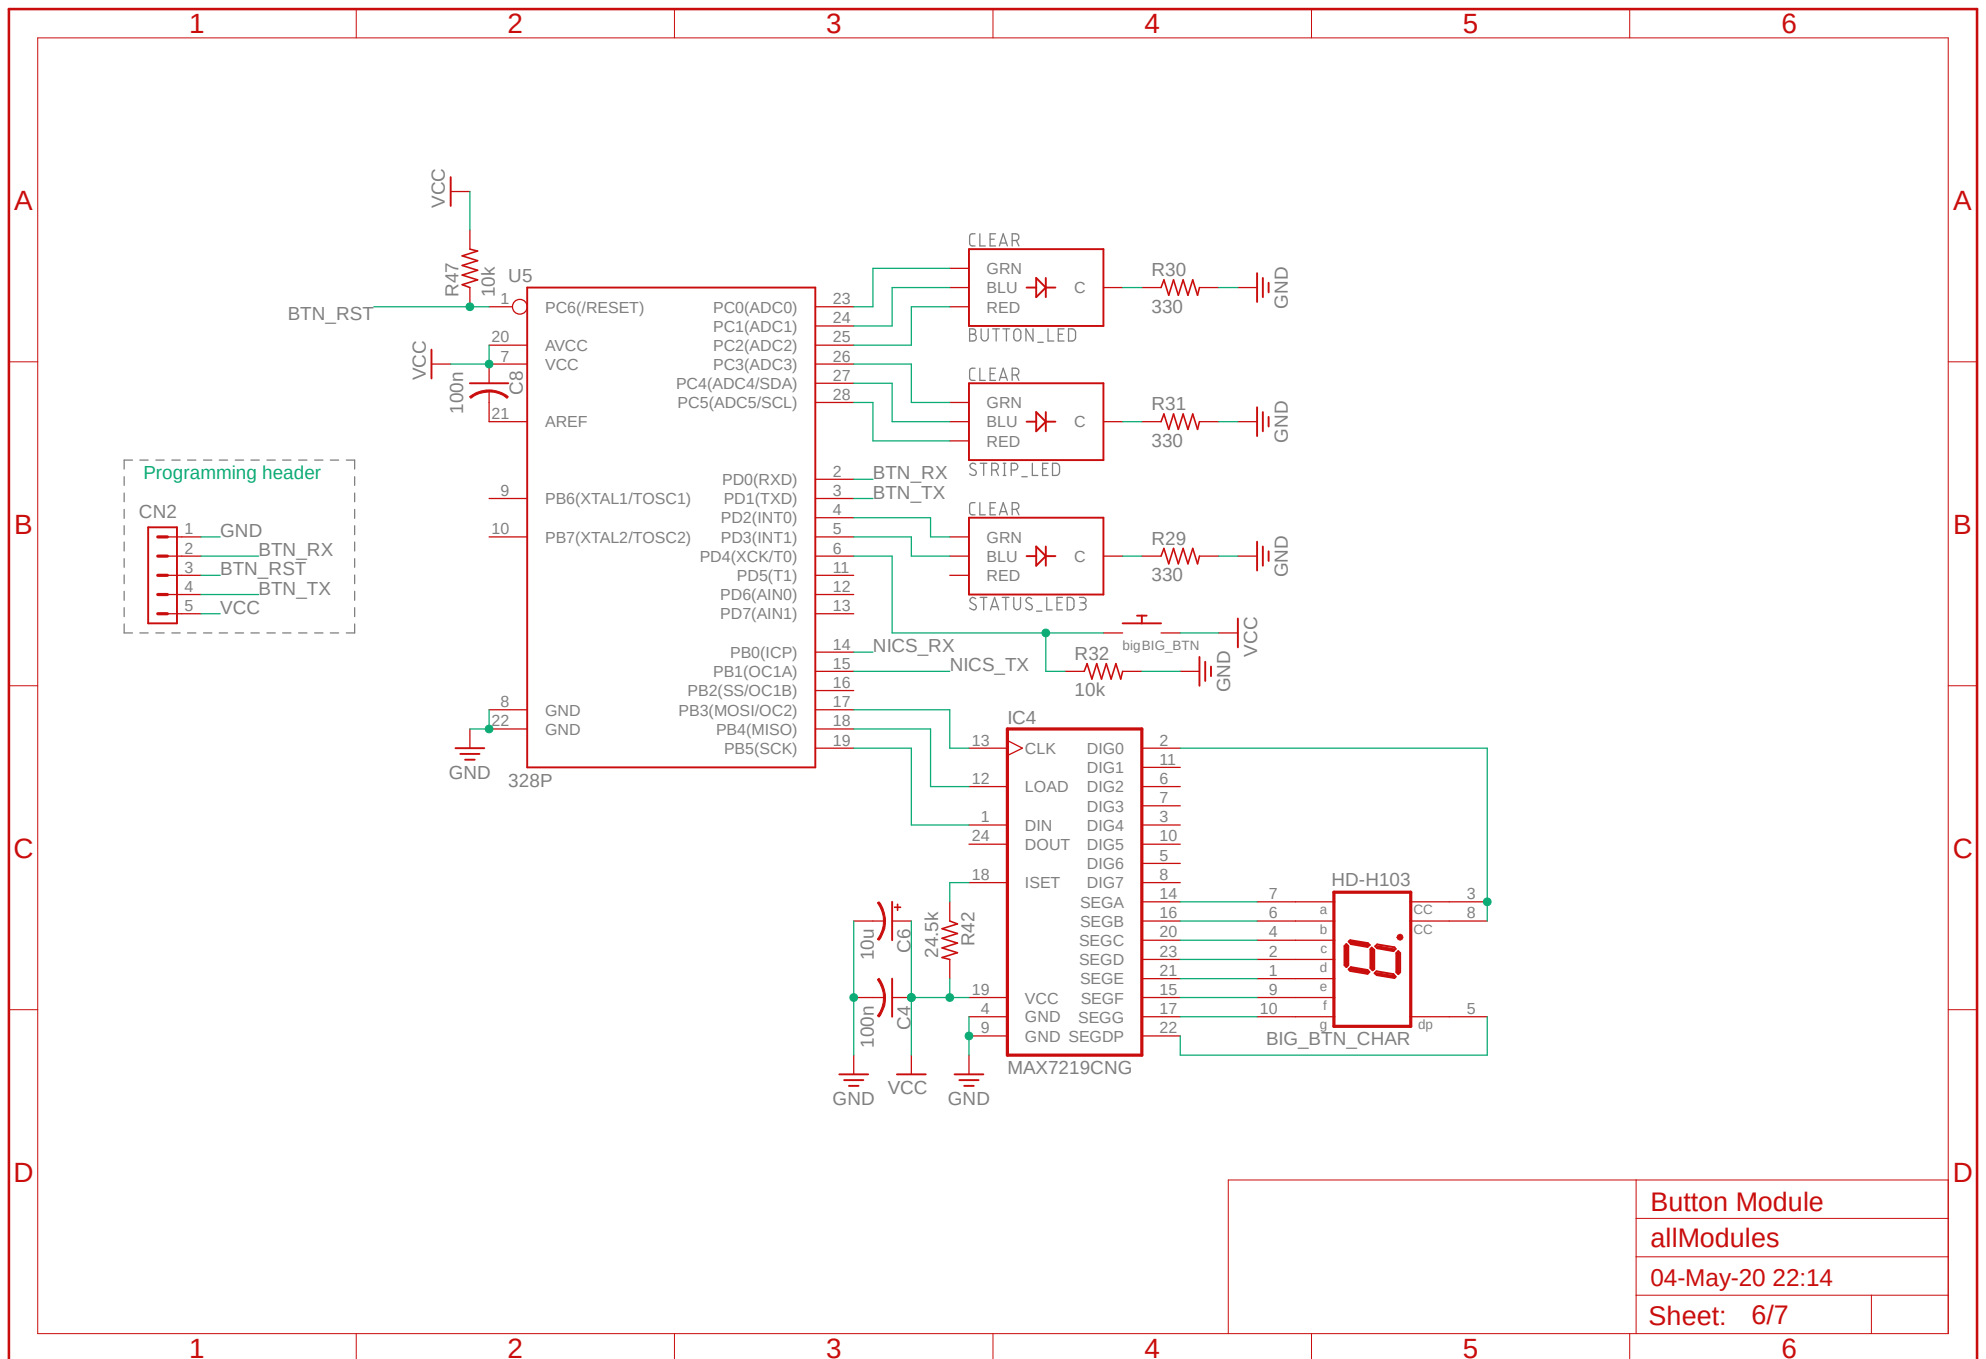 1 2 3 4 5 6
A A
B B
C C
D D
1 2 3 4 5 6
VCC
R47
10k
BTN_RST
U5
328P
1 PC6(/RESET)
20 AVCC
7 VCC
21 AREF
9 PB6(XTAL1/TOSC1)
10 PB7(XTAL2/TOSC2)
8 GND
22 GND
VCC
100n
C8
GND
PC0(ADC0) 23
PC1(ADC1) 24
PC2(ADC2) 25
PC3(ADC3) 26
PC4(ADC4/SDA) 27
PC5(ADC5/SCL) 28
PD0(RXD) 2 BTN_RX
PD1(TXD) 3 BTN_TX
PD2(INT0) 4
PD3(INT1) 5
PD4(XCK/T0) 6
PD5(T1) 11
PD6(AIN0) 12
PD7(AIN1) 13
PB0(ICP) 14 NICS_RX
PB1(OC1A) 15 NICS_TX
PB2(SS/OC1B) 16
PB3(MOSI/OC2) 17
PB4(MISO) 18
PB5(SCK) 19
Programming header
CN2
1 GND
2 BTN_RX
3 BTN_RST
4 BTN_TX
5 VCC
CLEAR
GRN
BLU C
RED
BUTTON_LED
R30
330
GND
CLEAR
GRN
BLU C
RED
STRIP_LED
R31
330
GND
CLEAR
GRN
BLU C
RED
STATUS_LED3
R29
330
GND
bigBIG_BTN
VCC
R32
10k
GND
IC4
13 CLK
12 LOAD
1 DIN
24 DOUT
18 ISET
19 VCC
4 GND
9 GND
DIG0 2
DIG1 11
DIG2 6
DIG3 7
DIG4 3
DIG5 10
DIG6 5
DIG7 8
SEGA 14
SEGB 16
SEGC 20
SEGD 23
SEGE 21
SEGF 15
SEGG 17
SEGDP 22
MAX7219CNG
10u
+
C6
100n
C4
24.5k
R42
GND
VCC
GND
HD-H103
7 a
6 b
4 c
2 d
1 e
9 f
10 g
3 CC
8 CC
5 dp
BIG_BTN_CHAR
Button Module
allModules
04-May-20 22:14
Sheet: 6/7